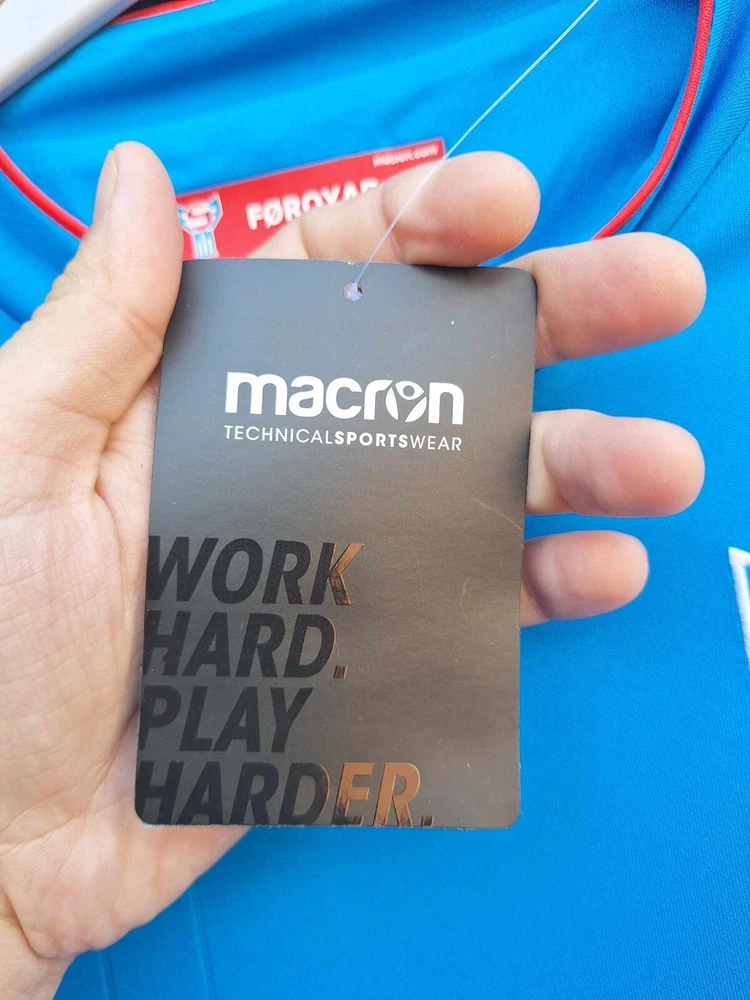 macron.com
FØROYAR
macron
TECHNICALSPORTSWEAR
WORK
HARD.
PLAY
HARDER.